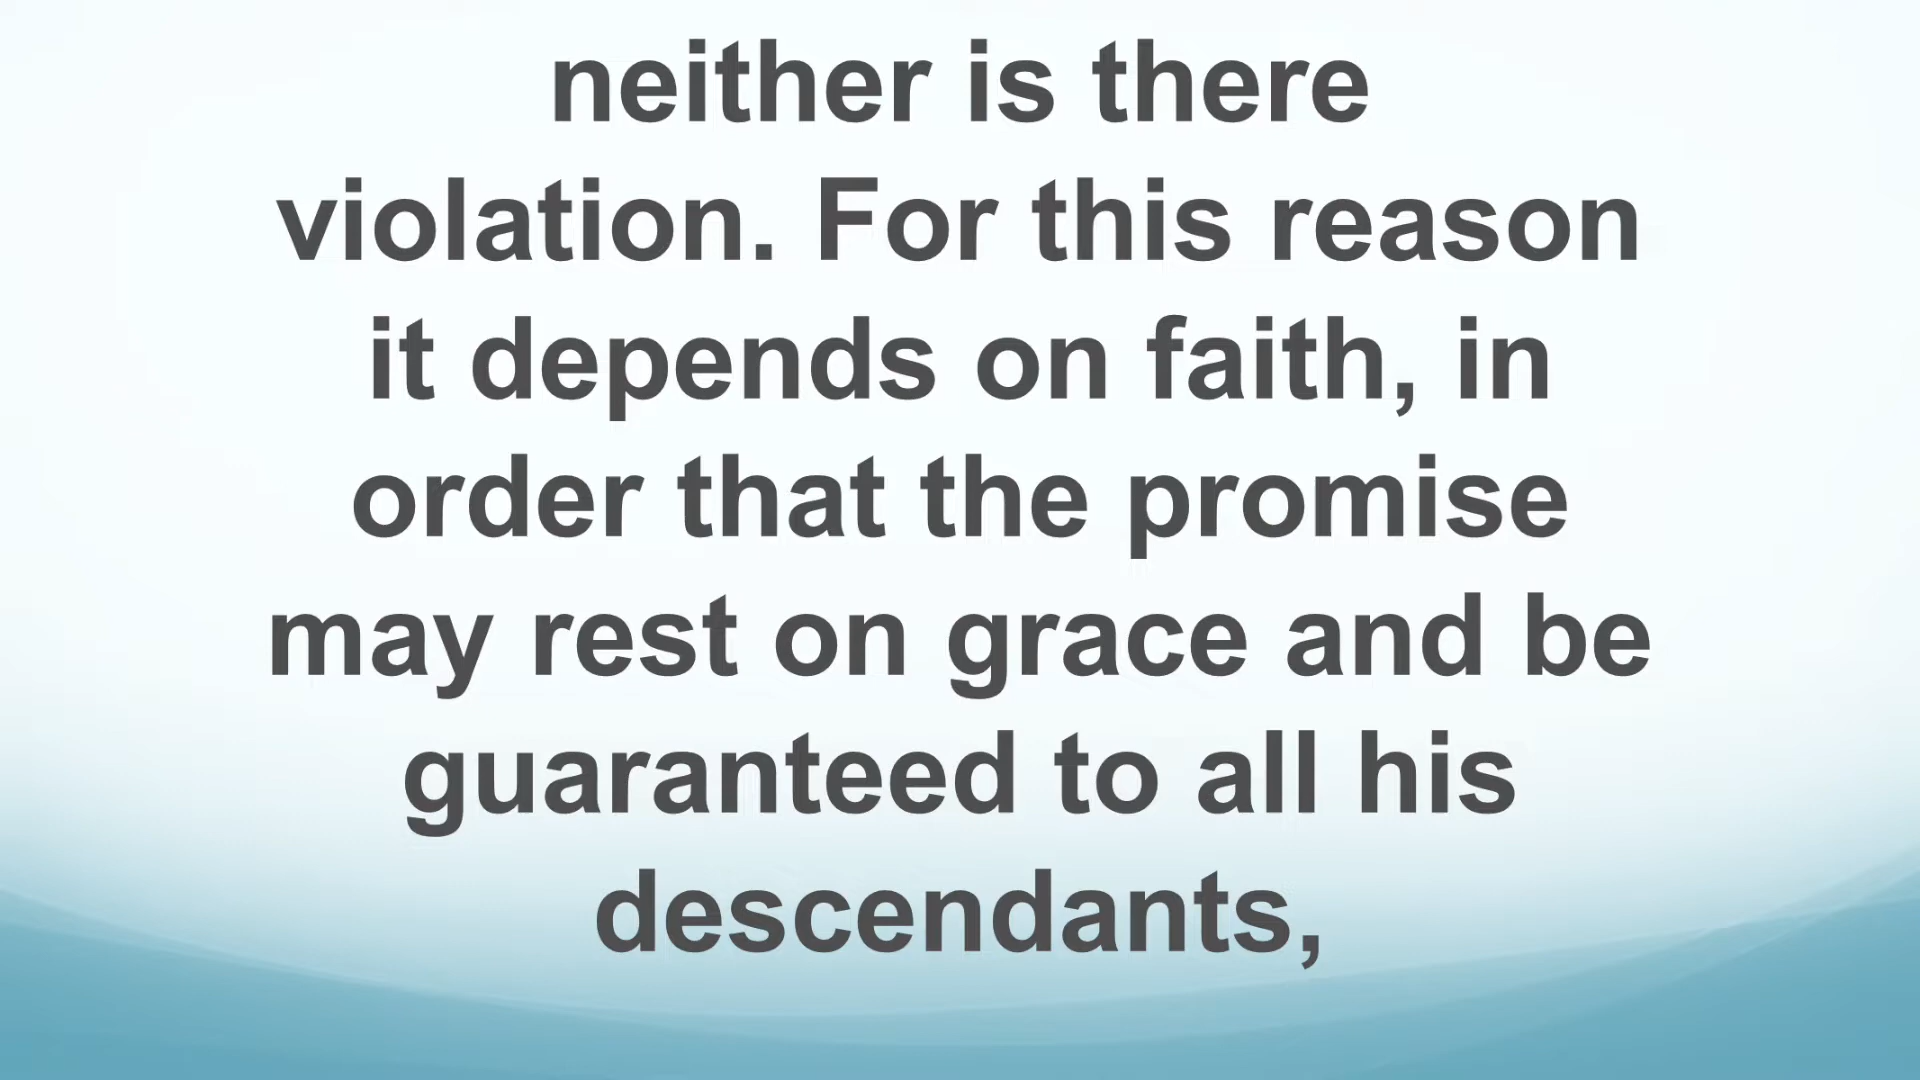 neither is there
violation. For this reason
it depends on faith, in
order that the promise
may rest on grace and be
guaranteed to all his
descendants,